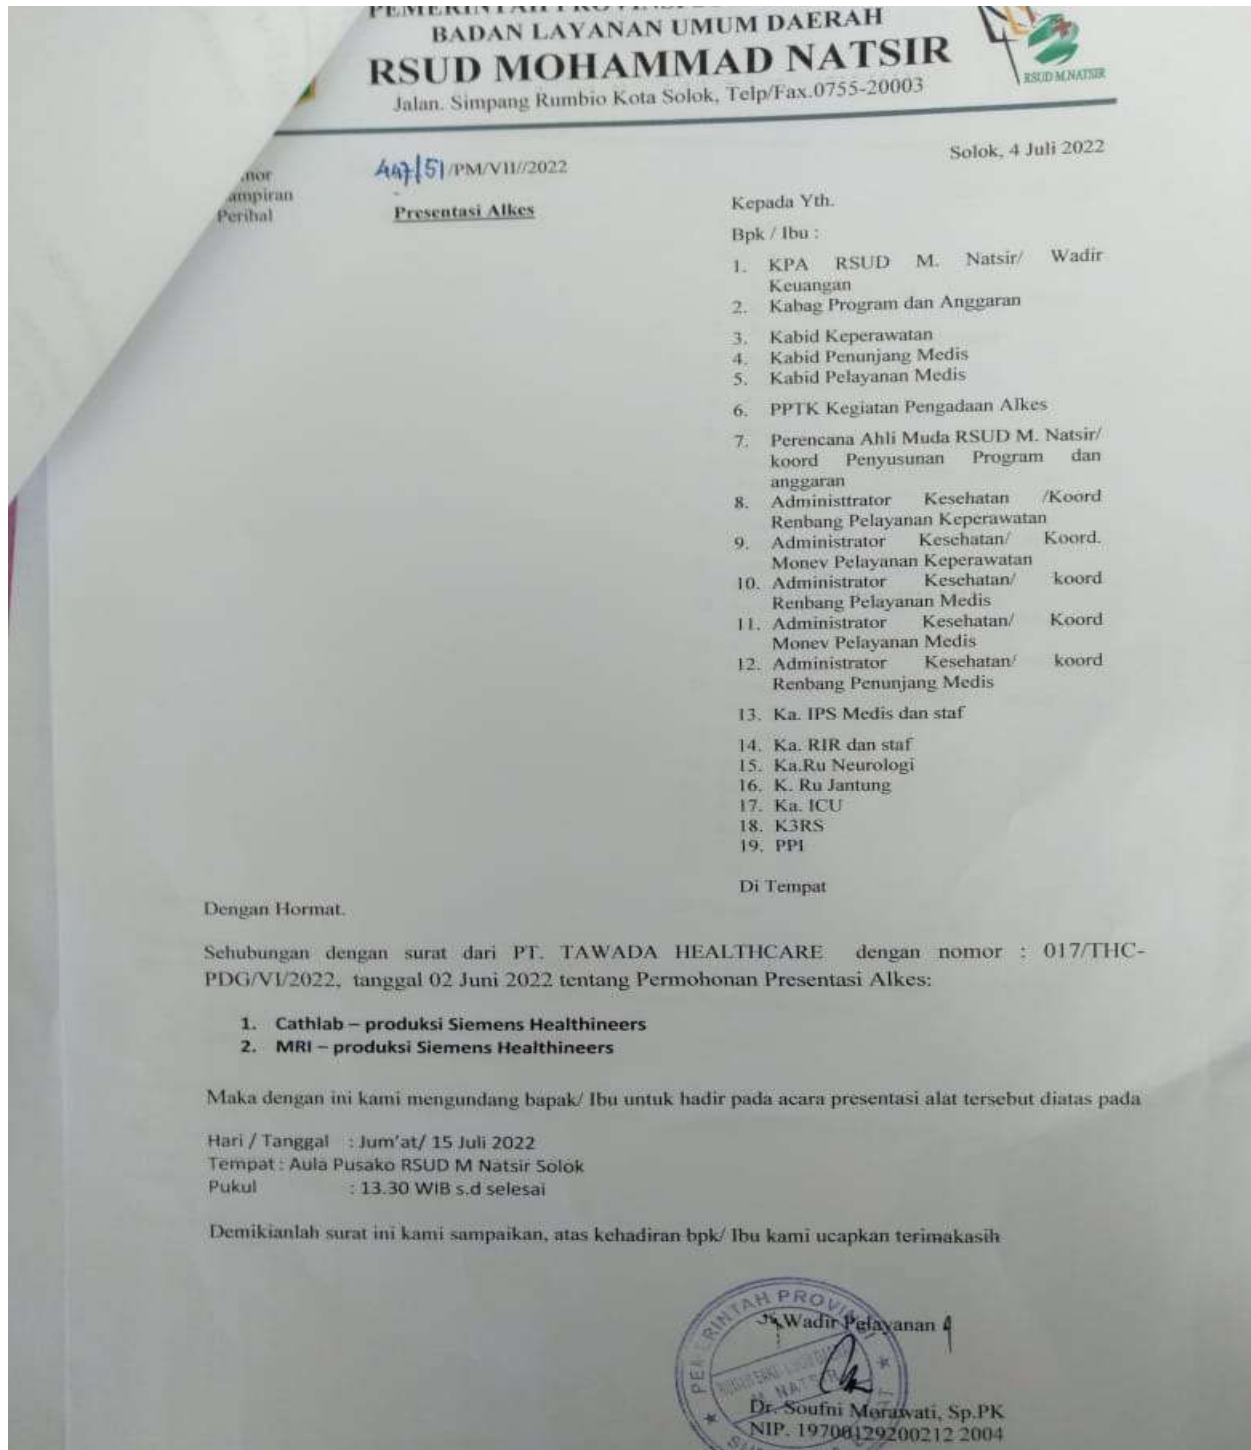 BADAN LAYANAN UMUM DAERAH
RSUD MOHAMMAD NATSIR
Jalan. Simpang Rumbio Kota Solok, Telp/Fax.0755-20003
RSUD M.NATSIR
Solok, 4 Juli 2022
mor 447/51/PM/VII//2022
ampiran -
Perihal Presentasi Alkes
Kepada Yth.
Bpk / Ibu :
1. KPA RSUD M. Natsir/ Wadir
Keuangan
2. Kabag Program dan Anggaran
3. Kabid Keperawatan
4. Kabid Penunjang Medis
5. Kabid Pelayanan Medis
6. PPTK Kegiatan Pengadaan Alkes
7. Perencana Ahli Muda RSUD M. Natsir/
koord Penyusunan Program dan
anggaran
8. Administtrator Kesehatan /Koord
Renbang Pelayanan Keperawatan
9. Administrator Kesehatan/ Koord.
Monev Pelayanan Keperawatan
10. Administrator Kesehatan/ koord
Renbang Pelayanan Medis
11. Administrator Kesehatan/ Koord
Monev Pelayanan Medis
12. Administrator Kesehatan/ koord
Renbang Penunjang Medis
13. Ka. IPS Medis dan staf
14. Ka. RIR dan staf
15. Ka.Ru Neurologi
16. K. Ru Jantung
17. Ka. ICU
18. K3RS
19. PPI
Di Tempat
Dengan Hormat.
Sehubungan dengan surat dari PT. TAWADA HEALTHCARE dengan nomor : 017/THC-
PDG/VI/2022, tanggal 02 Juni 2022 tentang Permohonan Presentasi Alkes:
1. Cathlab – produksi Siemens Healthineers
2. MRI – produksi Siemens Healthineers
Maka dengan ini kami mengundang bapak/ Ibu untuk hadir pada acara presentasi alat tersebut diatas pada
Hari / Tanggal : Jum'at/ 15 Juli 2022
Tempat : Aula Pusako RSUD M Natsir Solok
Pukul : 13.30 WIB s.d selesai
Demikianlah surat ini kami sampaikan, atas kehadiran bpk/ Ibu kami ucapkan terimakasih
PEMERINTAH PROVINSI
Wadir Pelayanan
M. NATSIR
Dr. Soufni Morawati, Sp.PK
NIP. 19700129200212 2004